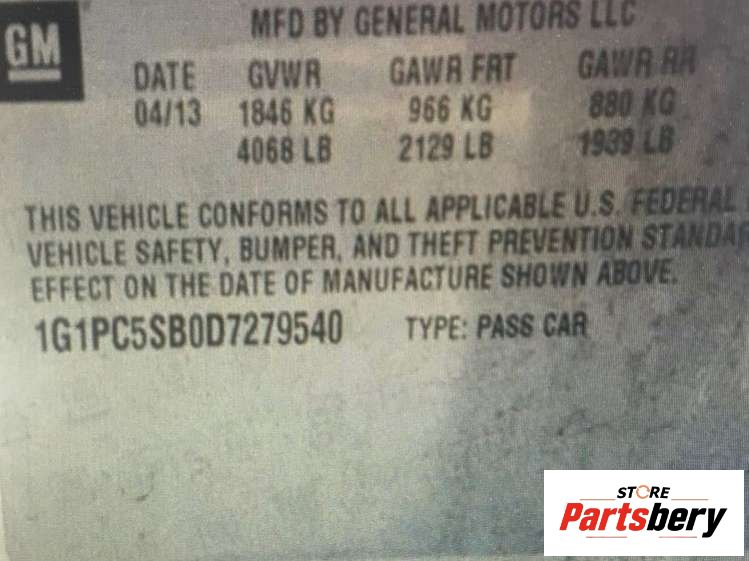 GM
MFD BY GENERAL MOTORS LLC
DATE GVWR GAWR FRT GAWR RR
04/13 1846 KG 966 KG 880 KG
4068 LB 2129 LB 1939 LB
THIS VEHICLE CONFORMS TO ALL APPLICABLE U.S. FEDERAL
VEHICLE SAFETY, BUMPER, AND THEFT PREVENTION STANDAR
EFFECT ON THE DATE OF MANUFACTURE SHOWN ABOVE.
1G1PC5SB0D7279540 TYPE: PASS CAR
STORE
Partsbery